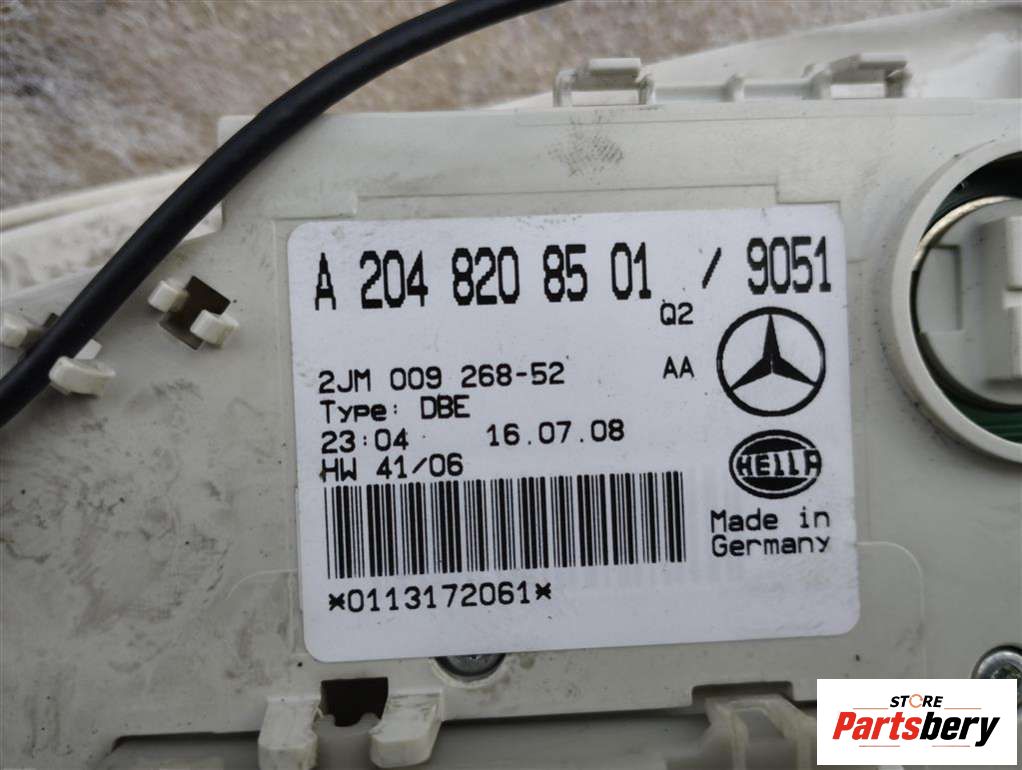 A 204 820 85 01 / 9051
Q2
2JM 009 268-52 AA
Type: DBE
23:04 16.07.08
HW 41/06
HELLA
Made in
Germany
*0113172061*
STORE
Partsbery